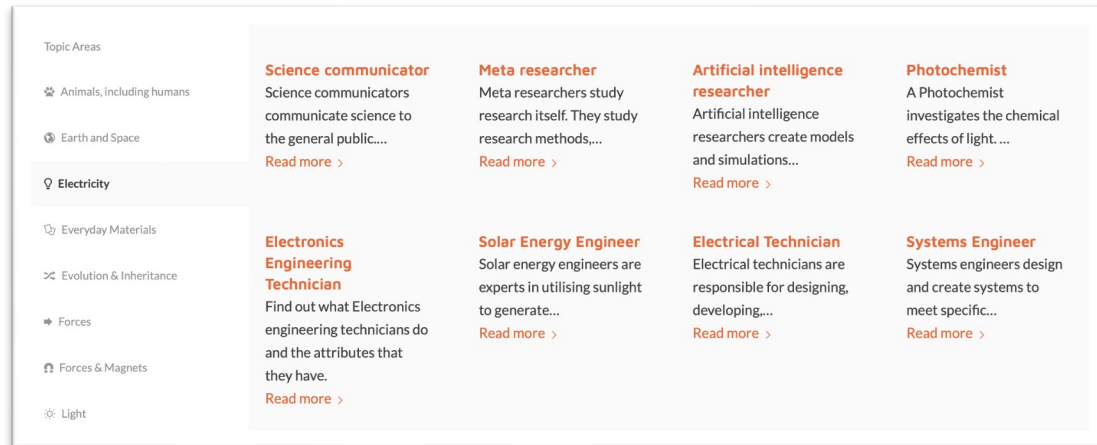 Topic Areas
Animals, including humans
Earth and Space
Electricity
Everyday Materials
Evolution & Inheritance
Forces
Forces & Magnets
Light
Science communicator
Science communicators
communicate science to
the general public....
Read more >
Meta researcher
Meta researchers study
research itself. They study
research methods,...
Read more >
Artificial intelligence
researcher
Artificial intelligence
researchers create models
and simulations...
Read more >
Photochemist
A Photochemist
investigates the chemical
effects of light. ...
Read more >
Electronics
Engineering
Technician
Find out what Electronics
engineering technicians do
and the attributes that
they have.
Read more >
Solar Energy Engineer
Solar energy engineers are
experts in utilising sunlight
to generate...
Read more >
Electrical Technician
Electrical technicians are
responsible for designing,
developing,...
Read more >
Systems Engineer
Systems engineers design
and create systems to
meet specific...
Read more >